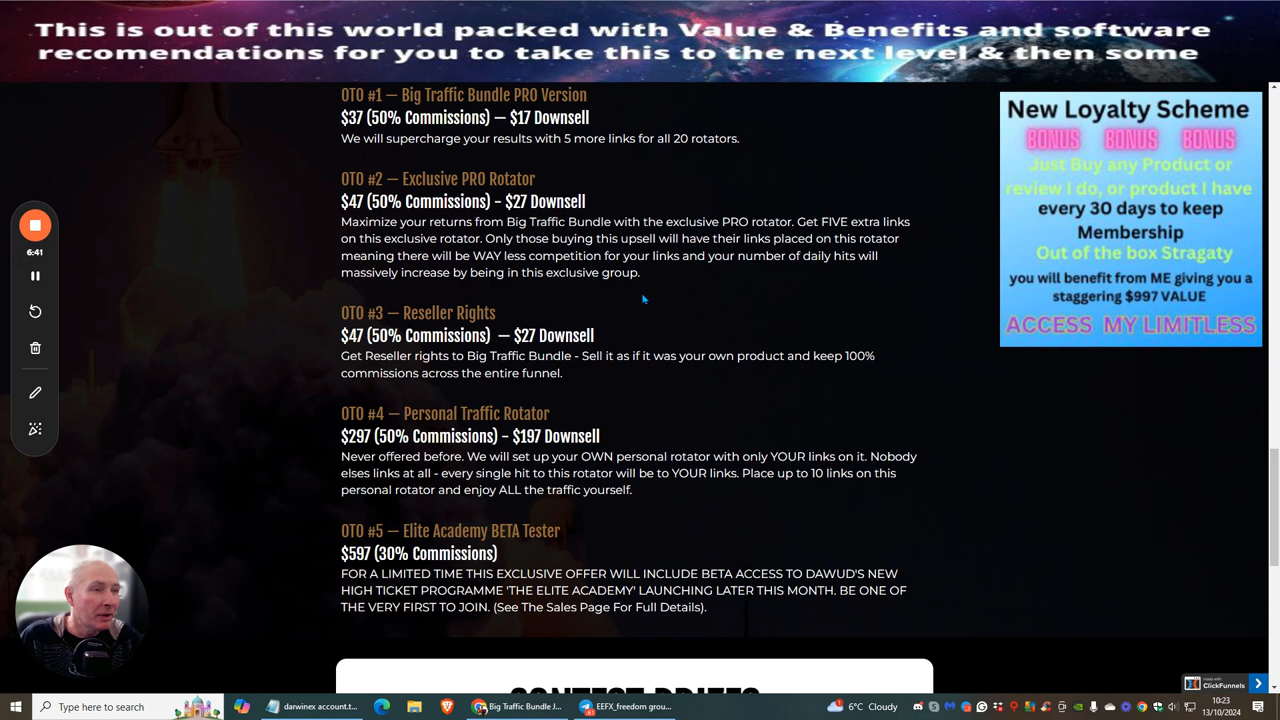 This is out of this world packed with Value & Benefits and software
recomendations for you to take this to the next level & then some
OTO #1 — Big Traffic Bundle PRO Version
$37 (50% Commissions) — $17 Downsell
We will supercharge your results with 5 more links for all 20 rotators.
OTO #2 – Exclusive PRO Rotator
$47 (50% Commissions) - $27 Downsell
Maximize your returns from Big Traffic Bundle with the exclusive PRO rotator. Get FIVE extra links
on this exclusive rotator. Only those buying this upsell will have their links placed on this rotator
meaning there will be WAY less competition for your links and your number of daily hits will
massively increase by being in this exclusive group.
OTO #3 — Reseller Rights
$47 (50% Commissions) — $27 Downsell
Get Reseller rights to Big Traffic Bundle - Sell it as if it was your own product and keep 100%
commissions across the entire funnel.
OTO #4 — Personal Traffic Rotator
$297 (50% Commissions) - $197 Downsell
Never offered before. We will set up your OWN personal rotator with only YOUR links on it. Nobody
elses links at all - every single hit to this rotator will be to YOUR links. Place up to 10 links on this
personal rotator and enjoy ALL the traffic yourself.
OTO #5 — Elite Academy BETA Tester
$597 (30% Commissions)
FOR A LIMITED TIME THIS EXCLUSIVE OFFER WILL INCLUDE BETA ACCESS TO DAWUD'S NEW
HIGH TICKET PROGRAMME 'THE ELITE ACADEMY' LAUNCHING LATER THIS MONTH. BE ONE OF
THE VERY FIRST TO JOIN. (See The Sales Page For Full Details).
New Loyalty Scheme
BONUS BONUS BONUS
Just Buy any Product or
review I do, or product I have
every 30 days to keep
Membership
Out of the box Stragaty
you will benefit from ME giving you a
staggering $997 VALUE
ACCESS MY LIMITLESS
6:41
CONTEST PRIZES
made with
ClickFunnels
Type here to search
darwinex account.t...
Big Traffic Bundle J...
EEFX_freedom grou...
6°C Cloudy
10:23
13/10/2024